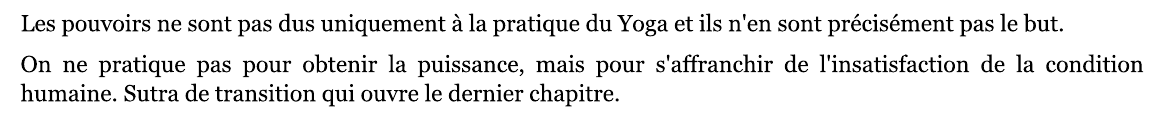 Les pouvoirs ne sont pas dus uniquement à la pratique du Yoga et ils n'en sont précisément pas le but.
On ne pratique pas pour obtenir la puissance, mais pour s'affranchir de l'insatisfaction de la condition
humaine. Sutra de transition qui ouvre le dernier chapitre.